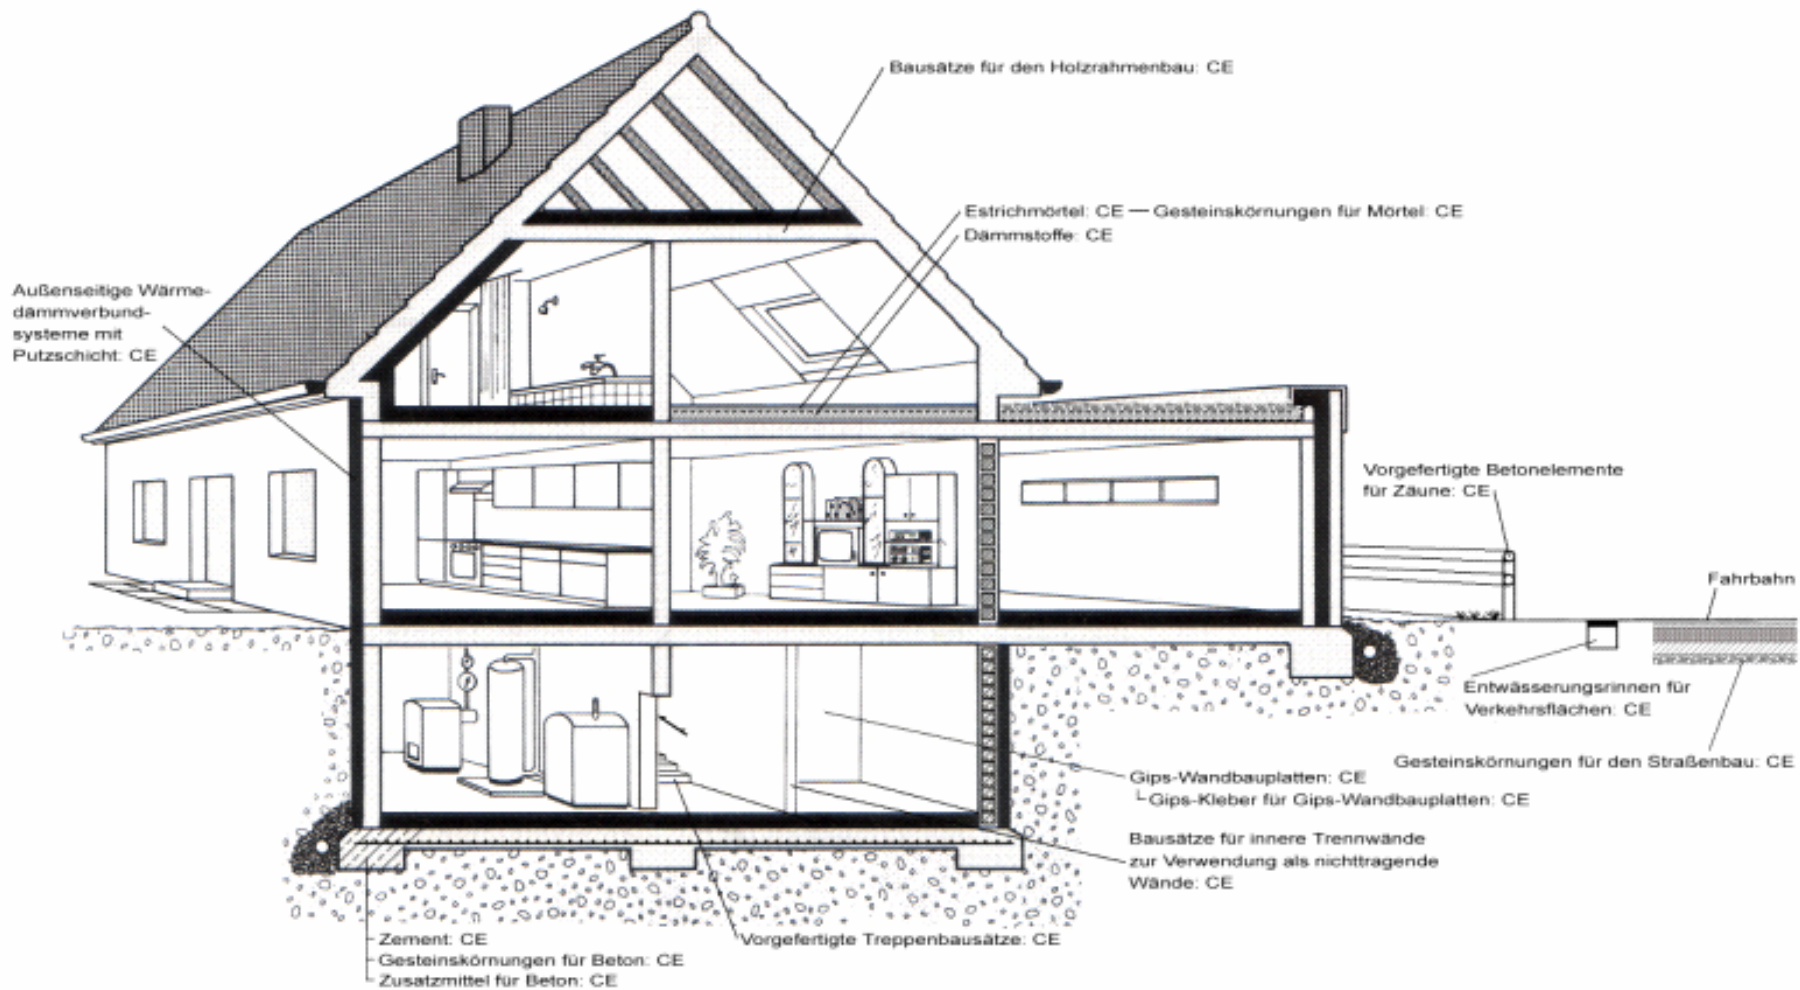 Bausätze für den Holzrahmenbau: CE
Estrichmörtel: CE — Gesteinskörnungen für Mörtel: CE
Dämmstoffe: CE
Außenseitige Wärme-
dämmverbund-
systeme mit
Putzschicht: CE
Vorgefertigte Betonelemente
für Zäune: CE
Fahrbahn
Entwässerungsrinnen für
Verkehrsflächen: CE
Gesteinskörnungen für den Straßenbau: CE
Gips-Wandbauplatten: CE
Gips-Kleber für Gips-Wandbauplatten: CE
Bausätze für innere Trennwände
zur Verwendung als nichttragende
Wände: CE
Vorgefertigte Treppenbausätze: CE
Zement: CE
Gesteinskörnungen für Beton: CE
Zusatzmittel für Beton: CE